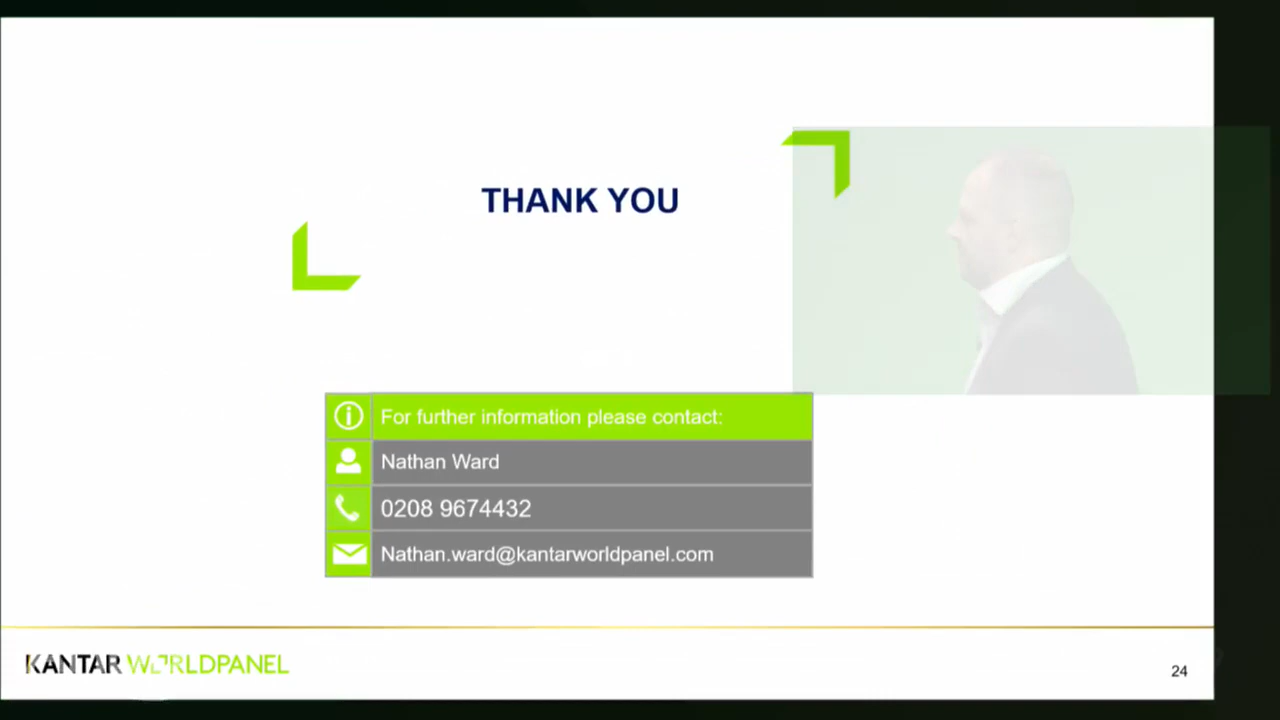 THANK YOU
For further information please contact:
Nathan Ward
0208 9674432
Nathan.ward@kantarworldpanel.com
KANTAR WORLDPANEL
24